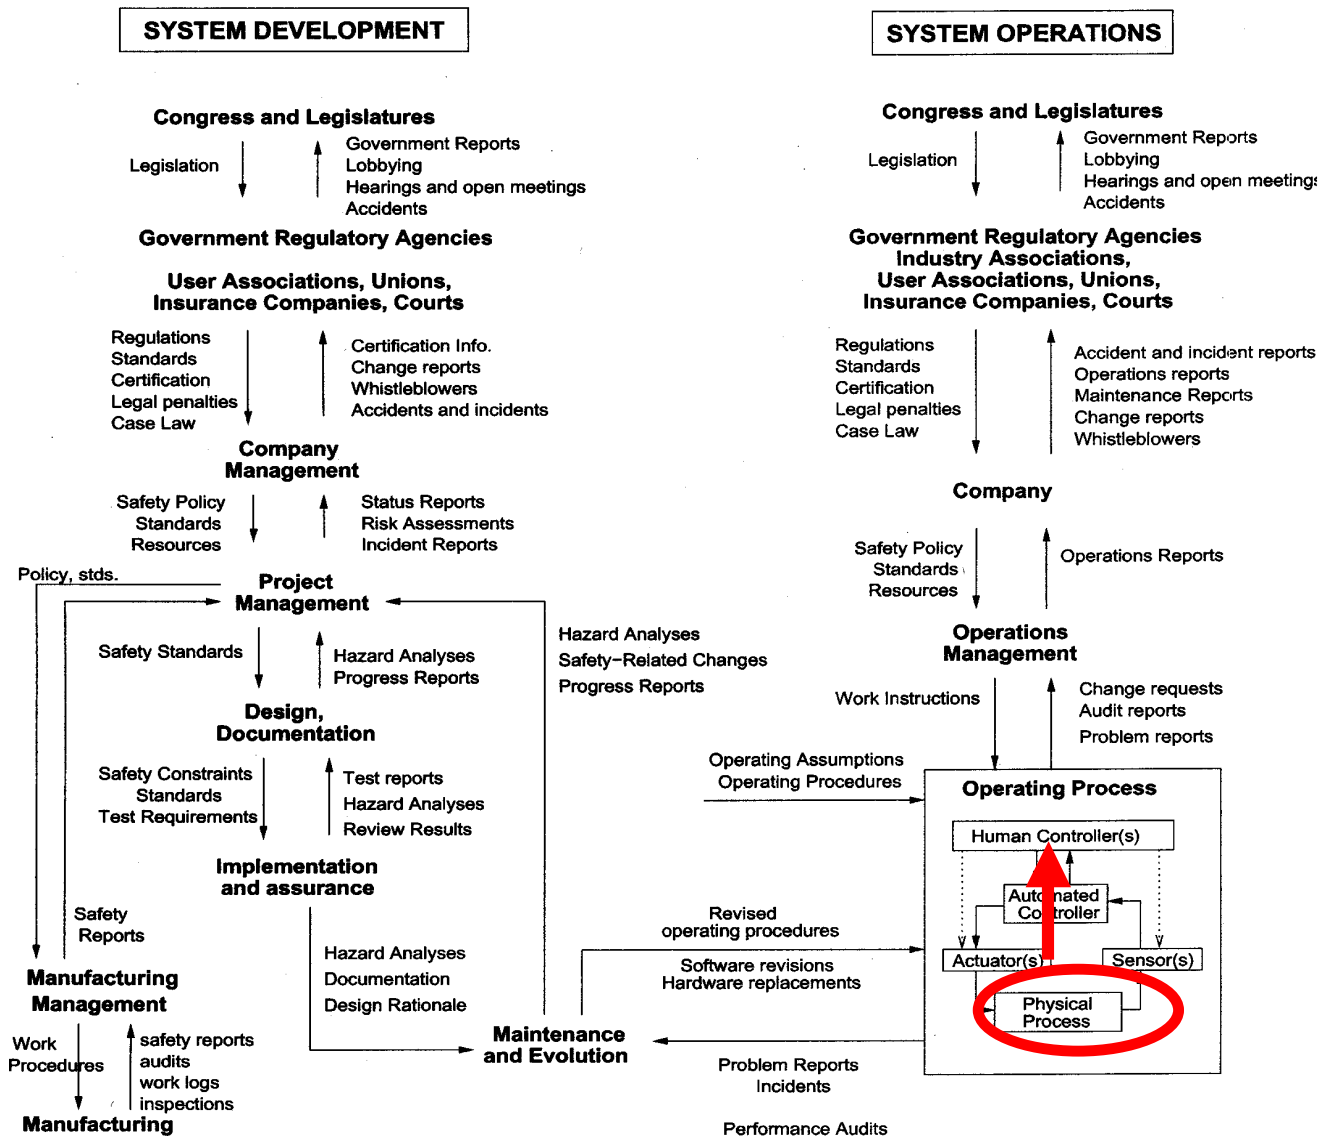 SYSTEM DEVELOPMENT
Congress and Legislatures
Legislation
Government Reports
Lobbying
Hearings and open meetings
Accidents
Government Regulatory Agencies
User Associations, Unions,
Insurance Companies, Courts
Regulations
Standards
Certification
Legal penalties
Case Law
Certification Info.
Change reports
Whistleblowers
Accidents and incidents
Company
Management
Safety Policy
Standards
Resources
Status Reports
Risk Assessments
Incident Reports
Policy, stds.
Project
Management
Safety Standards
Hazard Analyses
Progress Reports
Hazard Analyses
Safety-Related Changes
Progress Reports
Design,
Documentation
Safety Constraints
Standards
Test Requirements
Test reports
Hazard Analyses
Review Results
Implementation
and assurance
Safety
Reports
Hazard Analyses
Documentation
Design Rationale
Manufacturing
Management
Work
Procedures
safety reports
audits
work logs
inspections
Manufacturing
Maintenance
and Evolution
SYSTEM OPERATIONS
Congress and Legislatures
Legislation
Government Reports
Lobbying
Hearings and open meetings
Accidents
Government Regulatory Agencies
Industry Associations,
User Associations, Unions,
Insurance Companies, Courts
Regulations
Standards
Certification
Legal penalties
Case Law
Accident and incident reports
Operations reports
Maintenance Reports
Change reports
Whistleblowers
Company
Safety Policy
Standards
Resources
Operations Reports
Operations
Management
Work Instructions
Change requests
Audit reports
Problem reports
Operating Assumptions
Operating Procedures
Operating Process
Human Controller(s)
Automated
Controller
Actuator(s)
Sensor(s)
Physical
Process
Revised
operating procedures
Software revisions
Hardware replacements
Problem Reports
Incidents
Performance Audits